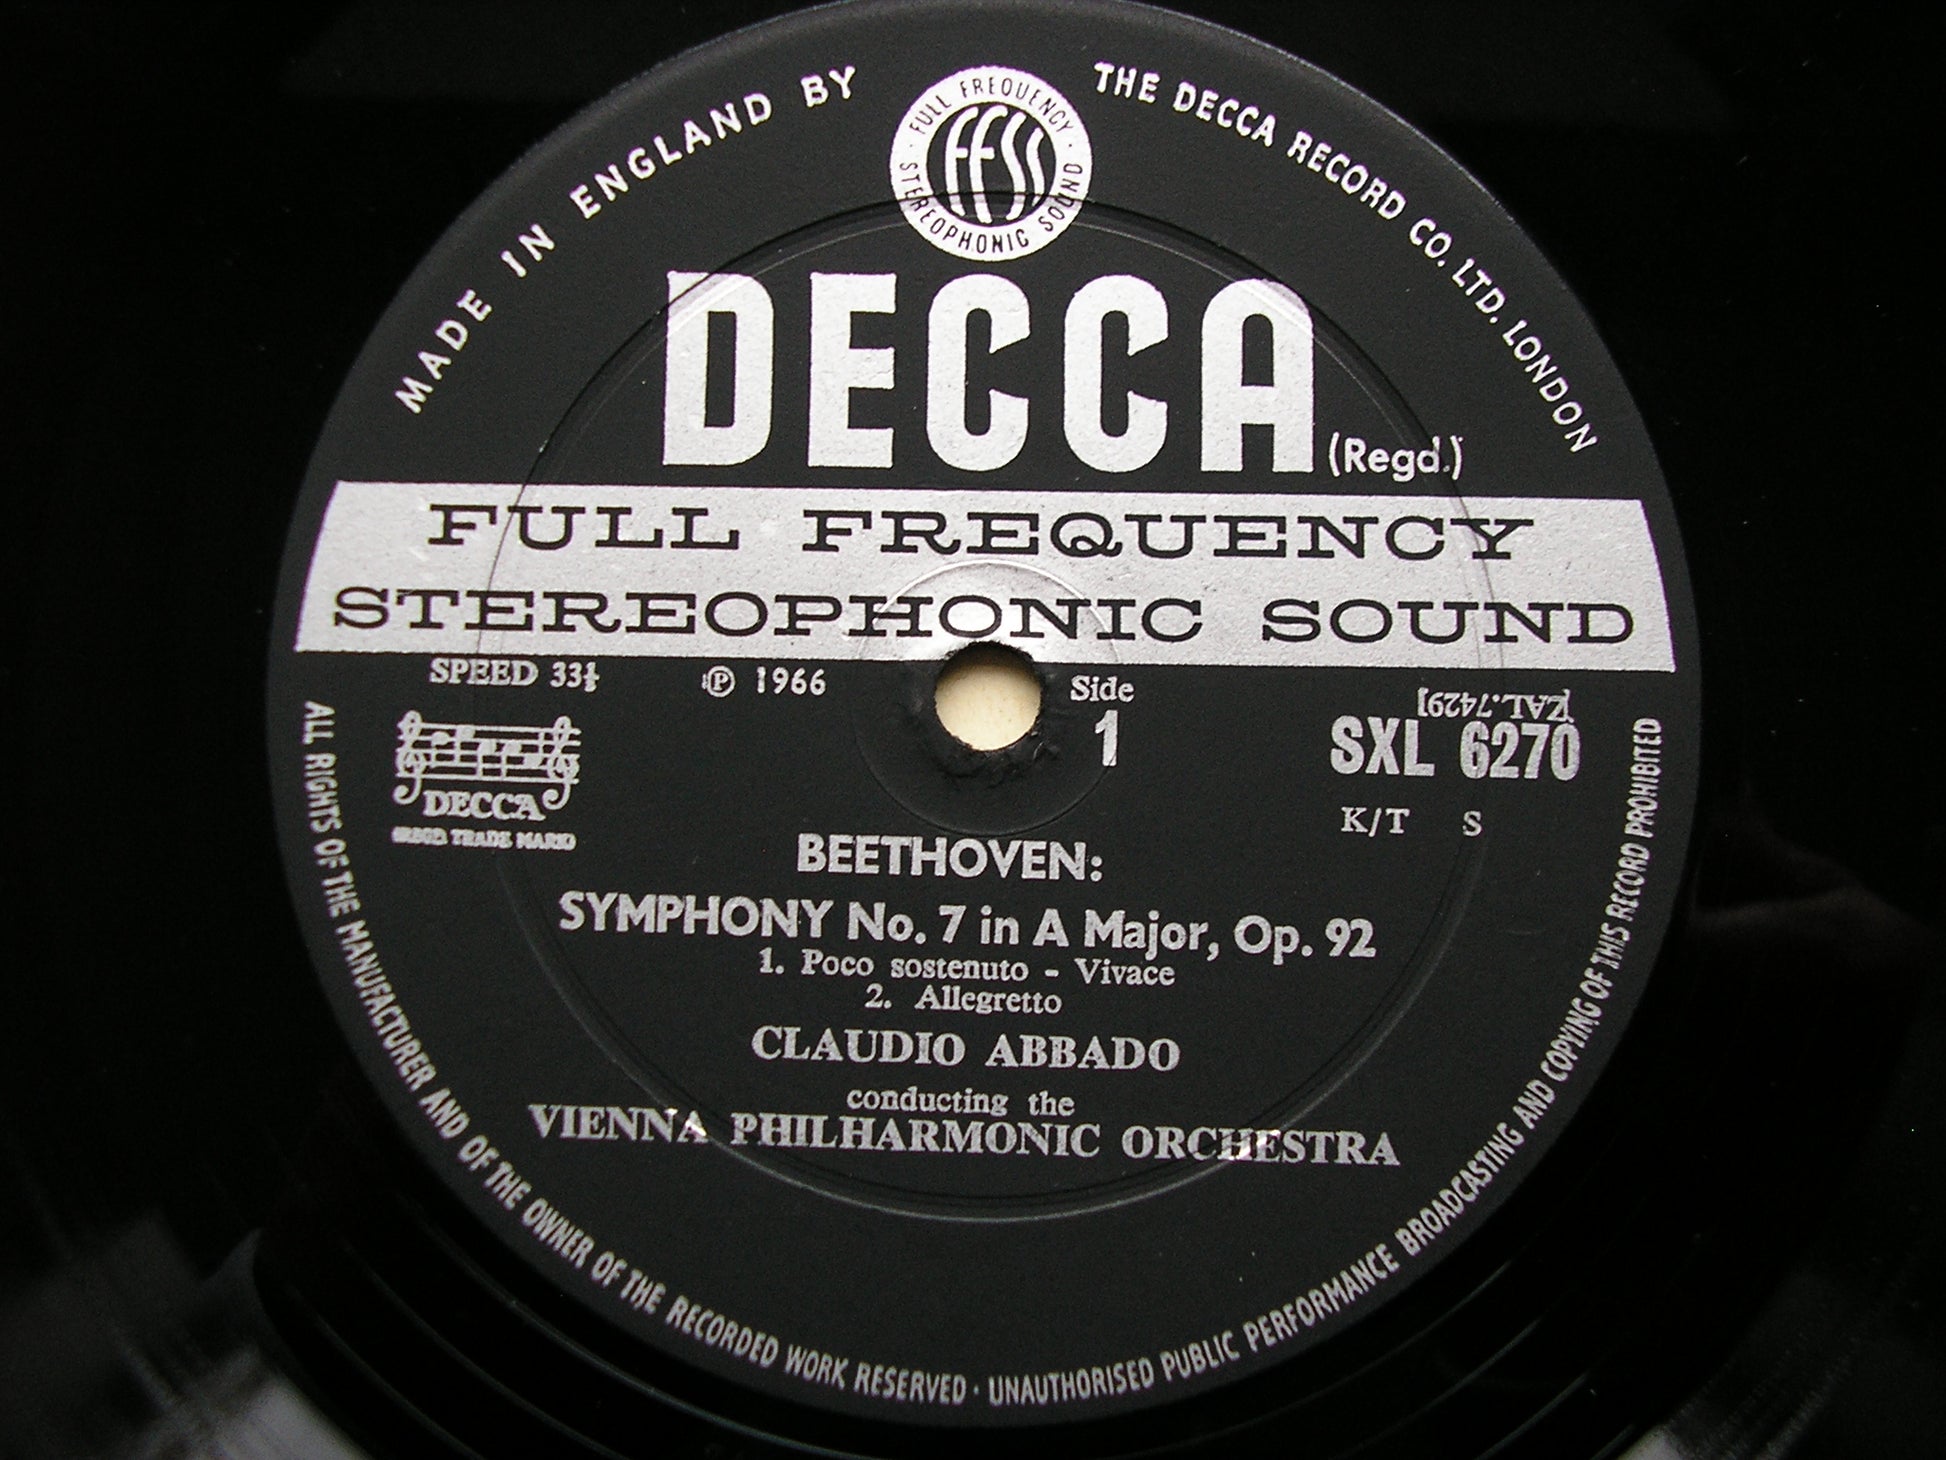 MADE IN ENGLAND BY
THE DECCA RECORD CO. LTD. LONDON
· FULL FREQUENCY ·
ffss
STEREOPHONIC SOUND
DECCA
(Regd.)
FULL FREQUENCY
STEREOPHONIC SOUND
SPEED 33⅓
Ⓟ 1966
Side
1
ZAL.7429
SXL 6270
K/T S
DECCA
REGD. TRADE MARK
BEETHOVEN:
SYMPHONY No. 7 in A Major, Op. 92
1. Poco sostenuto - Vivace
2. Allegretto
CLAUDIO ABBADO
conducting the
VIENNA PHILHARMONIC ORCHESTRA
ALL RIGHTS OF THE MANUFACTURER AND OF THE OWNER OF THE RECORDED WORK RESERVED · UNAUTHORISED PUBLIC PERFORMANCE BROADCASTING AND COPYING OF THIS RECORD PROHIBITED